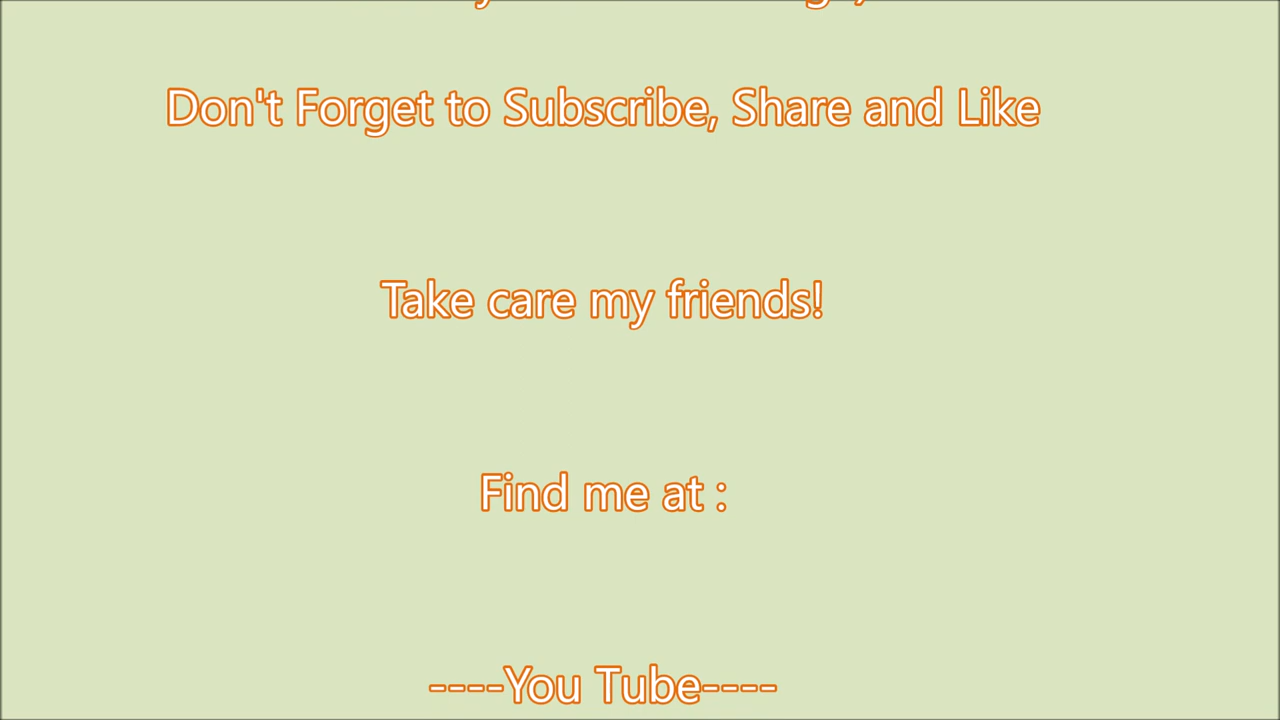 Don't Forget to Subscribe, Share and Like
Take care my friends!
Find me at :
----You Tube----